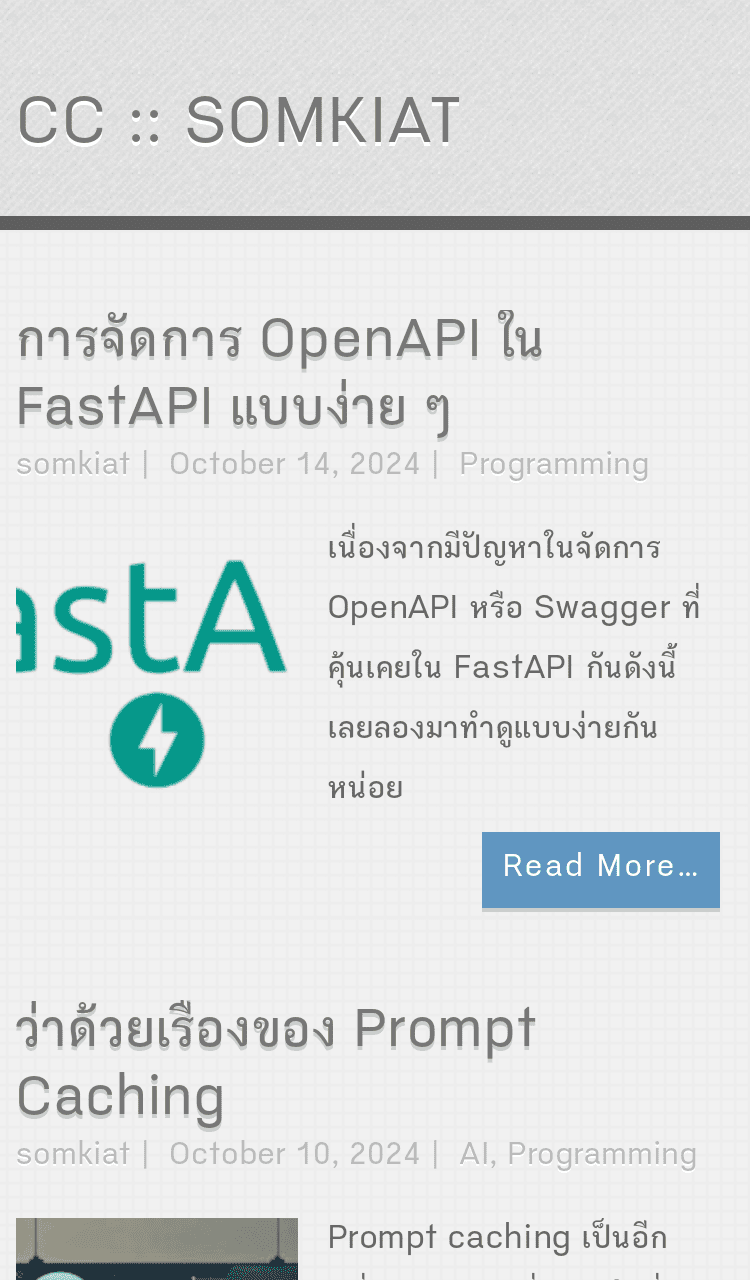 CC :: SOMKIAT
การจัดการ OpenAPI ใน
FastAPI แบบง่าย ๆ
somkiat | October 14, 2024 | Programming
astA
เนื่องจากมีปัญหาในจัดการ
OpenAPI หรือ Swagger ที่
คุ้นเคยใน FastAPI กันดังนี้
เลยลองมาทำดูแบบง่ายกัน
หน่อย
Read More...
ว่าด้วยเรื่องของ Prompt
Caching
somkiat | October 10, 2024 | AI, Programming
Prompt caching เป็นอีก